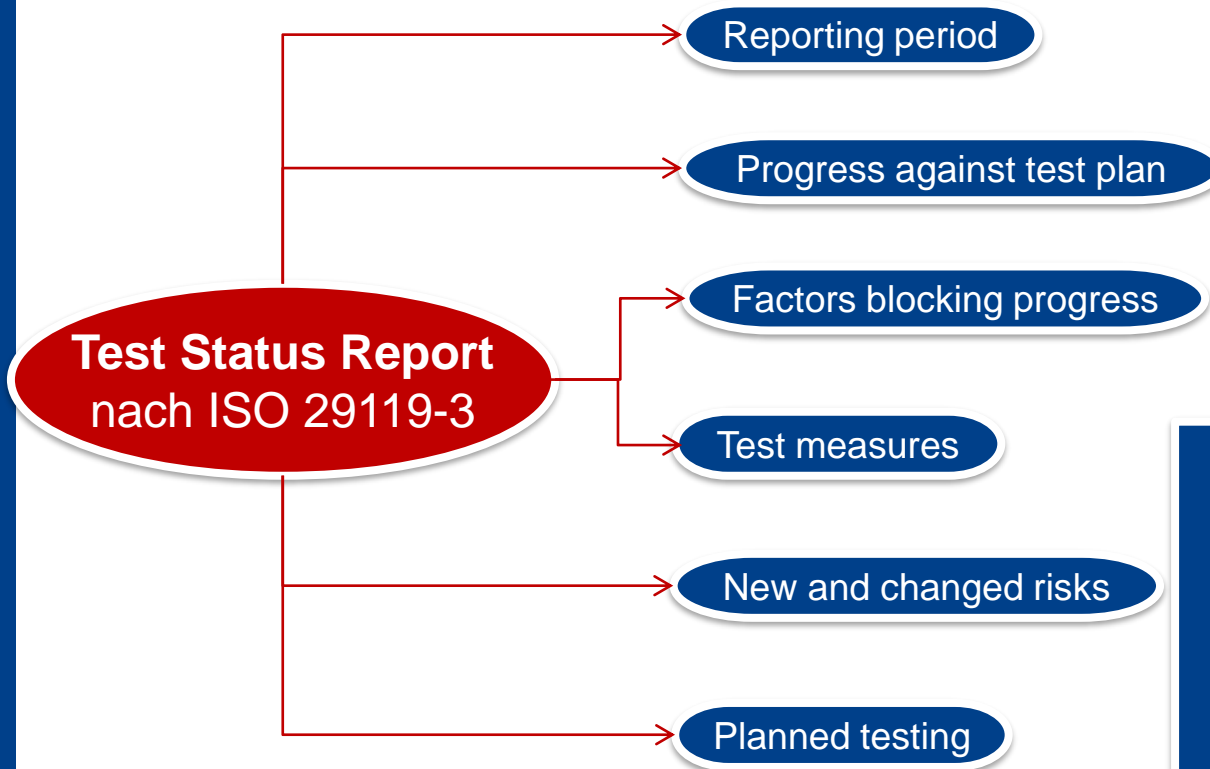 Reporting period
Progress against test plan
Factors blocking progress
Test Status Report
nach ISO 29119-3
Test measures
New and changed risks
Planned testing